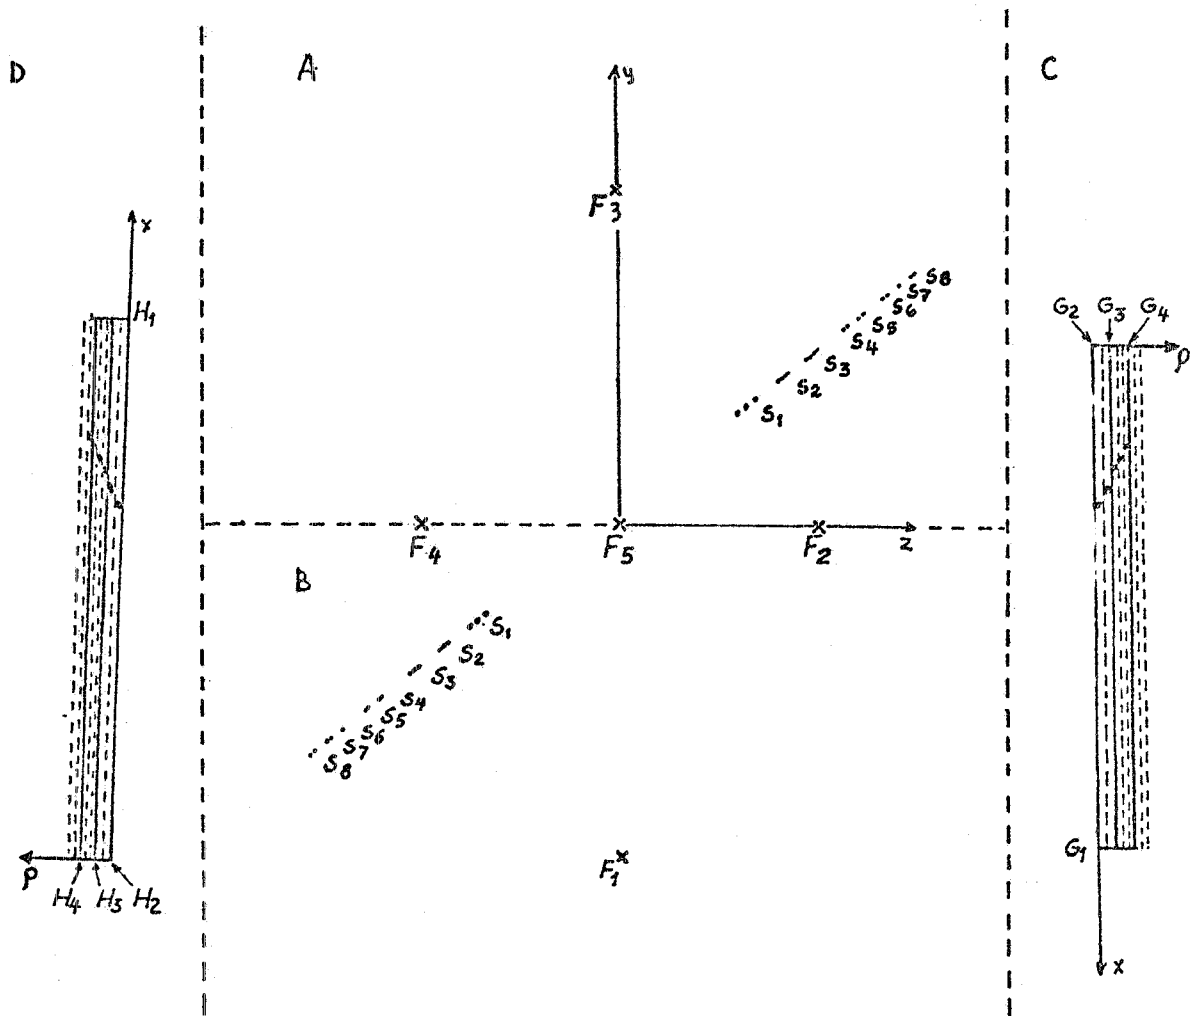 D
A
C
y
F3
x
H1
S8
S7
S6
S5
S4
S3
S2
S1
G2 G3 G4
ρ
F4 F5 F2 z
B
S1
S2
S3
S4
S5
S6
S7
S8
G1
F1
ρ
H4 H3 H2
x